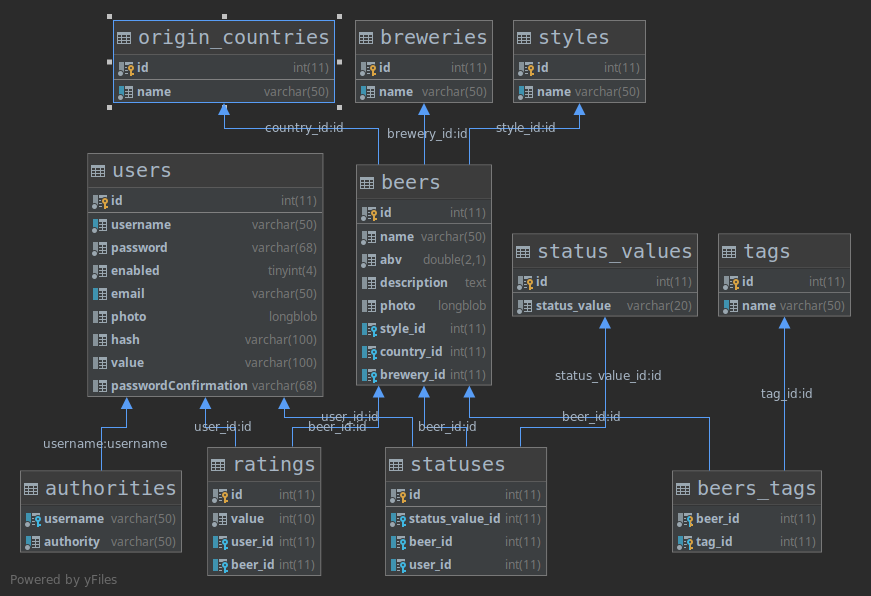 origin_countries
id int(11)
name varchar(50)
breweries
id int(11)
name varchar(50)
styles
id int(11)
name varchar(50)
country_id:id
brewery_id:id
style_id:id
users
id int(11)
username varchar(50)
password varchar(68)
enabled tinyint(4)
email varchar(50)
photo longblob
hash varchar(100)
value varchar(100)
passwordConfirmation varchar(68)
beers
id int(11)
name varchar(50)
abv double(2,1)
description text
photo longblob
style_id int(11)
country_id int(11)
brewery_id int(11)
status_values
id int(11)
status_value varchar(20)
tags
id int(11)
name varchar(50)
status_value_id:id
tag_id:id
username:username
user_id:id
user_id:id
beer_id:id
beer_id:id
beer_id:id
authorities
username varchar(50)
authority varchar(50)
ratings
id int(11)
value int(10)
user_id int(11)
beer_id int(11)
statuses
id int(11)
status_value_id int(11)
beer_id int(11)
user_id int(11)
beers_tags
beer_id int(11)
tag_id int(11)
Powered by yFiles